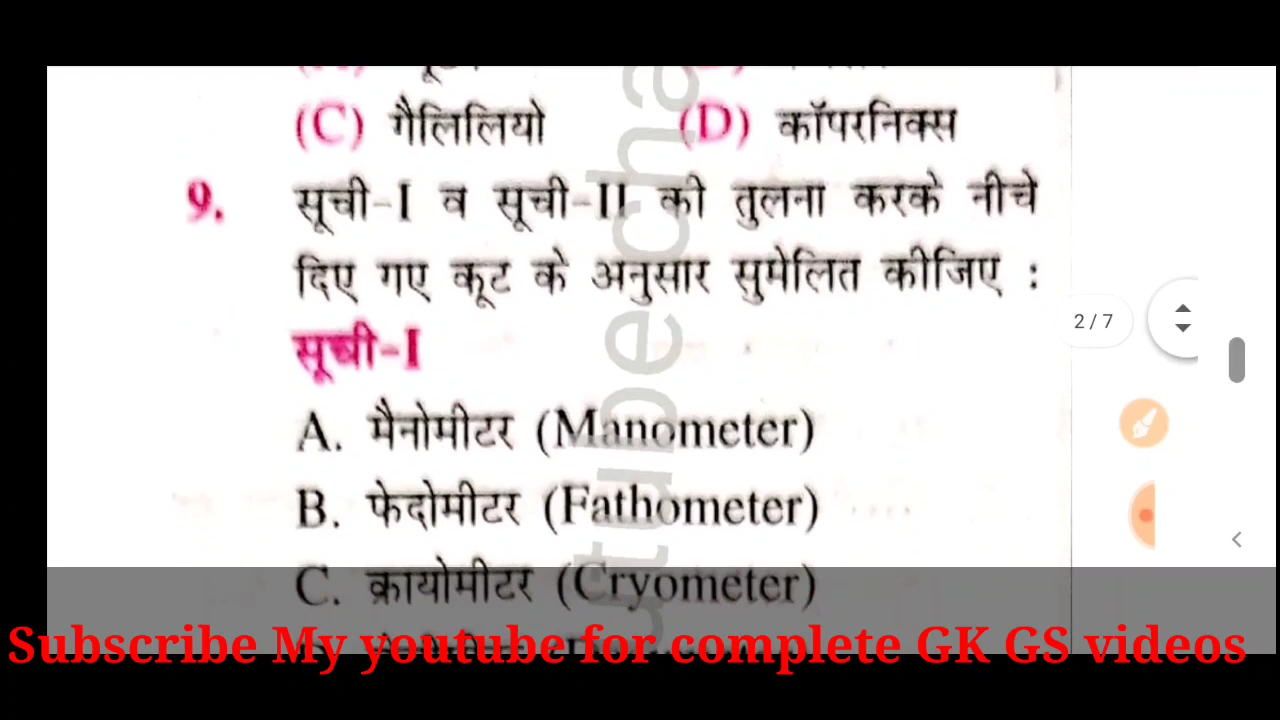 (C) गैलिलियो (D) कॉपरनिक्स
9. सूची-I व सूची-II की तुलना करके नीचे
दिए गए कूट के अनुसार सुमेलित कीजिए :
सूची-I
A. मैनोमीटर (Manometer)
B. फेदोमीटर (Fathometer)
C. क्रायोमीटर (Cryometer)
2 / 7
utubecha
Subscribe My youtube for complete GK GS videos